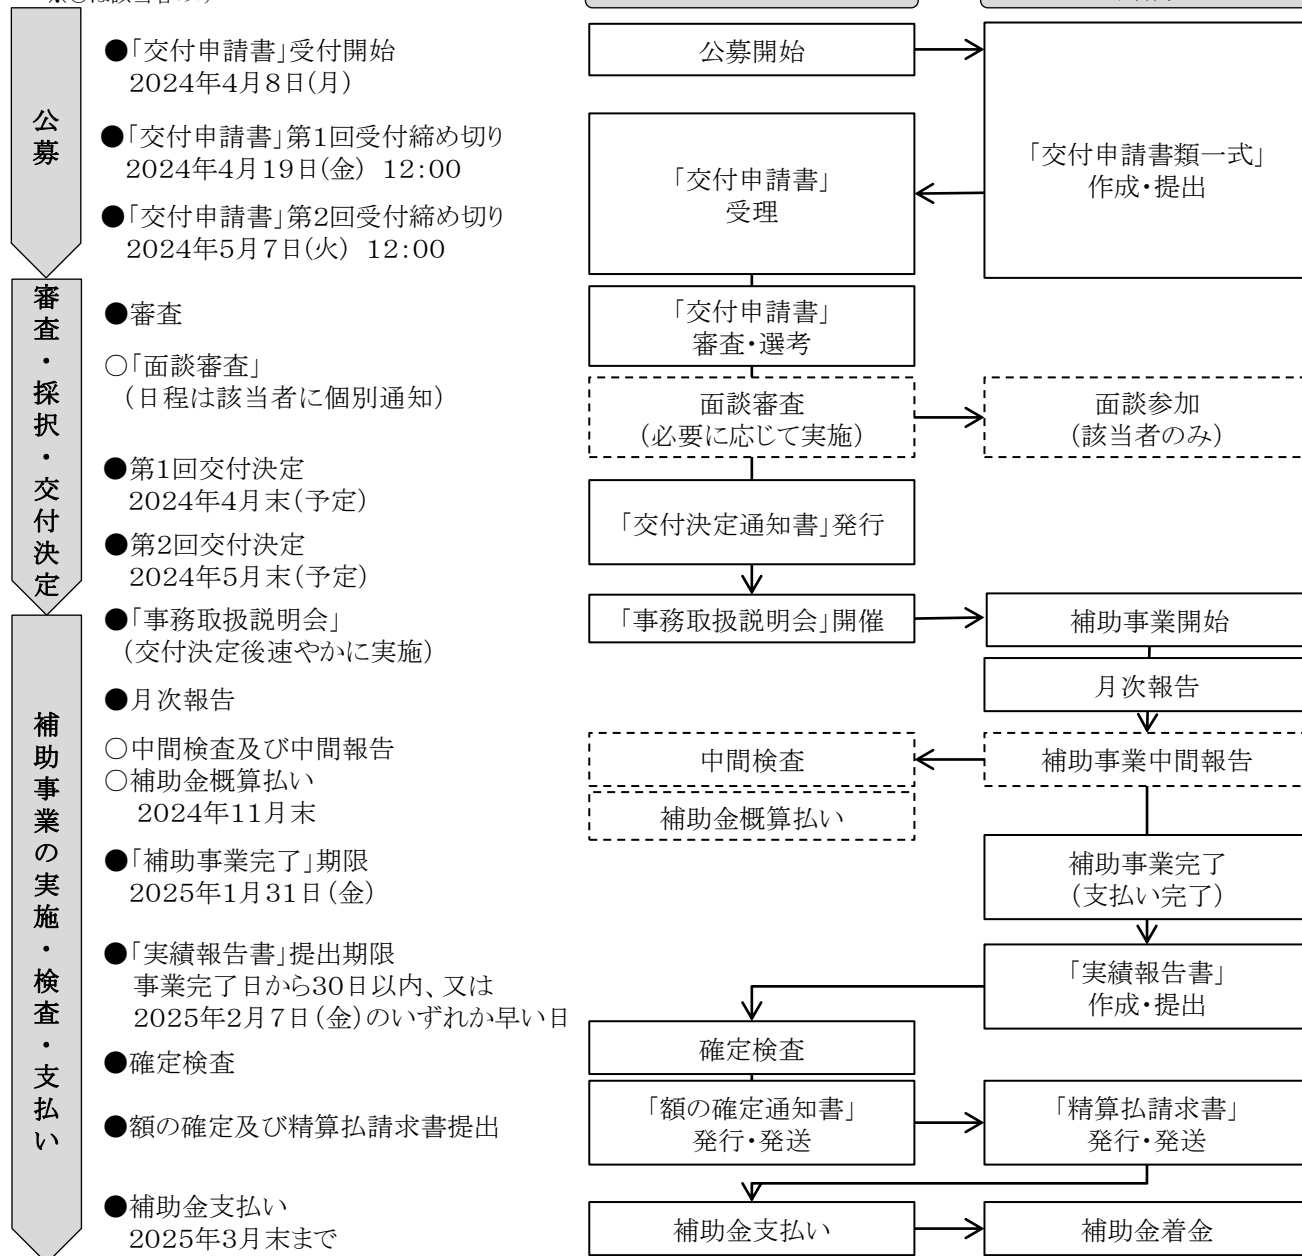 公募
●「交付申請書」受付開始
2024年4月8日(月)
●「交付申請書」第1回受付締め切り
2024年4月19日(金) 12:00
●「交付申請書」第2回受付締め切り
2024年5月7日(火) 12:00
公募開始
「交付申請書類一式」
作成・提出
「交付申請書」
受理
審査・採択・交付決定
●審査
○「面談審査」
(日程は該当者に個別通知)
●第1回交付決定
2024年4月末(予定)
●第2回交付決定
2024年5月末(予定)
「交付申請書」
審査・選考
面談審査
(必要に応じて実施)
面談参加
(該当者のみ)
「交付決定通知書」発行
補助事業の実施・検査・支払い
●「事務取扱説明会」
(交付決定後速やかに実施)
●月次報告
○中間検査及び中間報告
○補助金概算払い
2024年11月末
●「補助事業完了」期限
2025年1月31日(金)
●「実績報告書」提出期限
事業完了日から30日以内、又は
2025年2月7日(金)のいずれか早い日
●確定検査
●額の確定及び精算払請求書提出
●補助金支払い
2025年3月末まで
「事務取扱説明会」開催
補助事業開始
月次報告
中間検査
補助事業中間報告
補助金概算払い
補助事業完了
(支払い完了)
「実績報告書」
作成・提出
確定検査
「額の確定通知書」
発行・発送
「精算払請求書」
発行・発送
補助金支払い
補助金着金